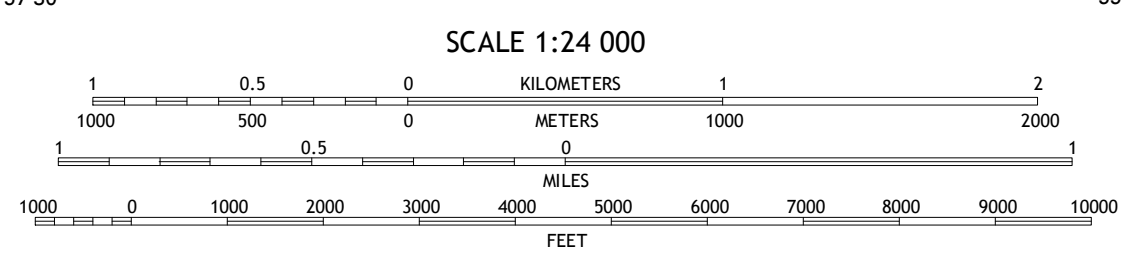 SCALE 1:24 000
1 0.5 0 KILOMETERS 1 2
1000 500 0 METERS 1000 2000
1 0.5 0 1
MILES
1000 0 1000 2000 3000 4000 5000 6000 7000 8000 9000 10000
FEET